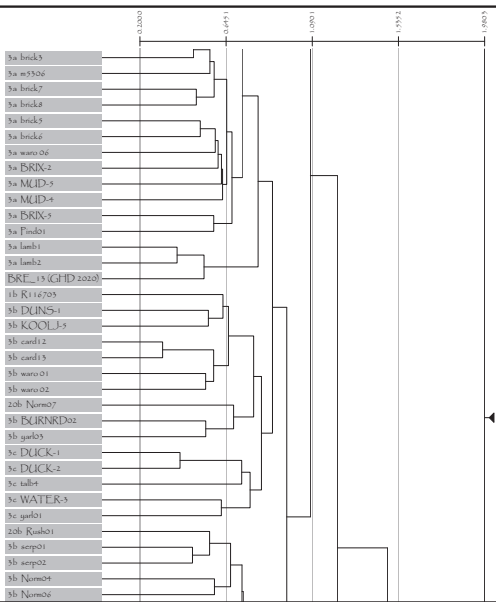 0.2000 0.6451 1.0901 1.5352 1.9803
3a brick3
3a m5306
3a brick7
3a brick8
3a brick5
3a brick6
3a waro 06
3a BRIX-2
3a MUD-5
3a MUD-4
3a BRIX-5
3a Pind01
3a lamb1
3a lamb2
BRE_13 (GHD 2020)
1b R116703
3b DUNS-1
3b KOOLJ-5
3b card12
3b card13
3b waro 01
3b waro 02
20b Norm07
3b BURNRD02
3b yarl03
3c DUCK-1
3c DUCK-2
3c talb4
3c WATER-3
3c yarl01
20b Rush01
3b serp01
3b serp02
3b Norm04
3b Norm06